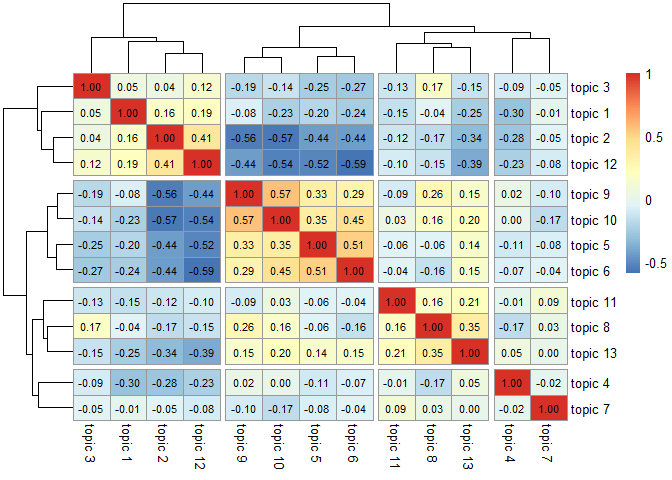 1.00 0.05 0.04 0.12 -0.19 -0.14 -0.25 -0.27 -0.13 0.17 -0.15 -0.09 -0.05 topic 3
0.05 1.00 0.16 0.19 -0.08 -0.23 -0.20 -0.24 -0.15 -0.04 -0.25 -0.30 -0.01 topic 1
0.04 0.16 1.00 0.41 -0.56 -0.57 -0.44 -0.44 -0.12 -0.17 -0.34 -0.28 -0.05 topic 2
0.12 0.19 0.41 1.00 -0.44 -0.54 -0.52 -0.59 -0.10 -0.15 -0.39 -0.23 -0.08 topic 12
-0.19 -0.08 -0.56 -0.44 1.00 0.57 0.33 0.29 -0.09 0.26 0.15 0.02 -0.10 topic 9
-0.14 -0.23 -0.57 -0.54 0.57 1.00 0.35 0.45 0.03 0.16 0.20 0.00 -0.17 topic 10
-0.25 -0.20 -0.44 -0.52 0.33 0.35 1.00 0.51 -0.06 -0.06 0.14 -0.11 -0.08 topic 5
-0.27 -0.24 -0.44 -0.59 0.29 0.45 0.51 1.00 -0.04 -0.16 0.15 -0.07 -0.04 topic 6
-0.13 -0.15 -0.12 -0.10 -0.09 0.03 -0.06 -0.04 1.00 0.16 0.21 -0.01 0.09 topic 11
0.17 -0.04 -0.17 -0.15 0.26 0.16 -0.06 -0.16 0.16 1.00 0.35 -0.17 0.03 topic 8
-0.15 -0.25 -0.34 -0.39 0.15 0.20 0.14 0.15 0.21 0.35 1.00 0.05 0.00 topic 13
-0.09 -0.30 -0.28 -0.23 0.02 0.00 -0.11 -0.07 -0.01 -0.17 0.05 1.00 -0.02 topic 4
-0.05 -0.01 -0.05 -0.08 -0.10 -0.17 -0.08 -0.04 0.09 0.03 0.00 -0.02 1.00 topic 7
topic 3
topic 1
topic 2
topic 12
topic 9
topic 10
topic 5
topic 6
topic 11
topic 8
topic 13
topic 4
topic 7
1
0.5
0
-0.5